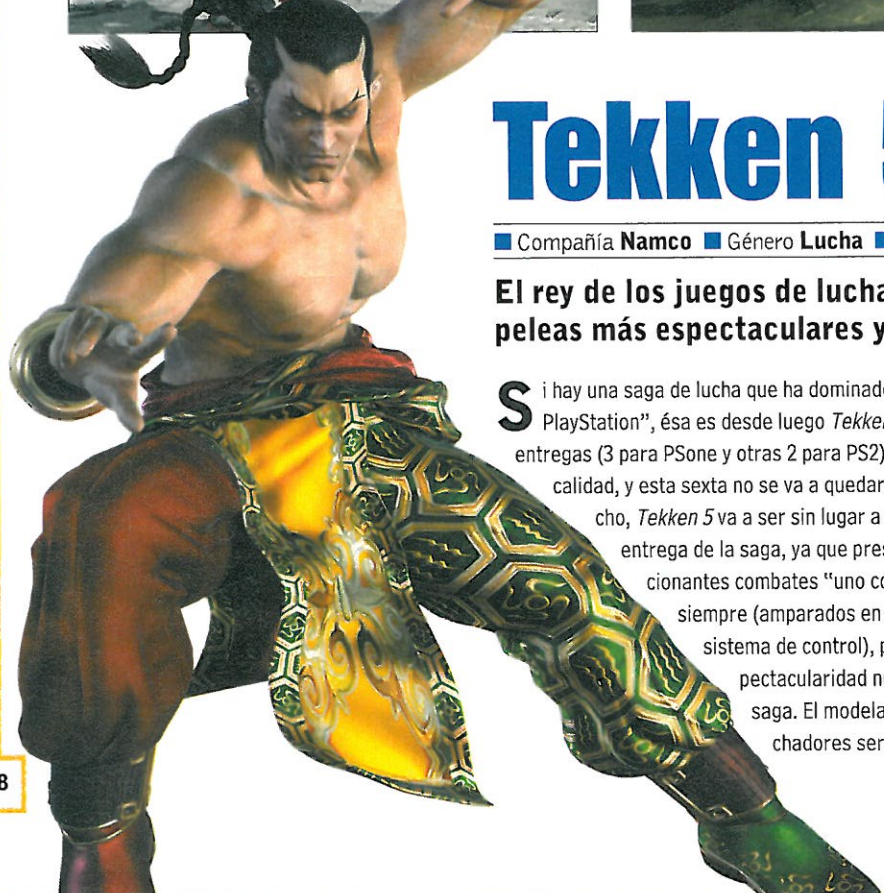 Tekken 5
Compañía Namco Género Lucha
El rey de los juegos de lucha
peleas más espectaculares y
Si hay una saga de lucha que ha dominado
PlayStation", ésa es desde luego Tekken
entregas (3 para PSone y otras 2 para PS2)
calidad, y esta sexta no se va a quedar
cho, Tekken 5 va a ser sin lugar a
entrega de la saga, ya que pres
cionantes combates "uno co
siempre (amparados en
sistema de control), p
pectacularidad n
saga. El modela
chadores ser
8